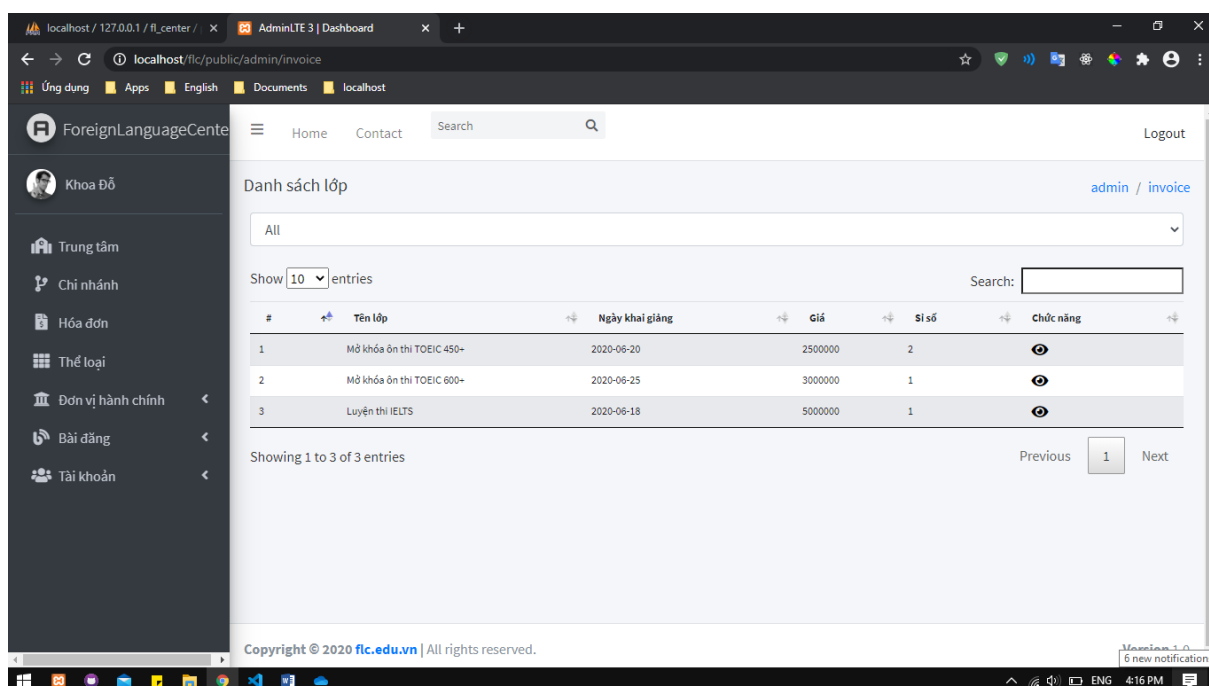 localhost / 127.0.0.1 / fl_center /
AdminLTE 3 | Dashboard
localhost/flc/public/admin/invoice
Ứng dụng Apps English Documents localhost
ForeignLanguageCente
Home Contact Search
Logout
Khoa Đỗ
Danh sách lớp
admin / invoice
All
Trung tâm
Chi nhánh
Hóa đơn
Thể loại
Đơn vị hành chính
Bài đăng
Tài khoản
Show 10 entries
Search:
# Tên lớp Ngày khai giảng Giá Sỉ số Chức năng
1 Mở khóa ôn thi TOEIC 450+ 2020-06-20 2500000 2
2 Mở khóa ôn thi TOEIC 600+ 2020-06-25 3000000 1
3 Luyện thi IELTS 2020-06-18 5000000 1
Showing 1 to 3 of 3 entries
Previous 1 Next
Copyright © 2020 flc.edu.vn | All rights reserved.
Version 1.0
6 new notification
ENG 4:16 PM